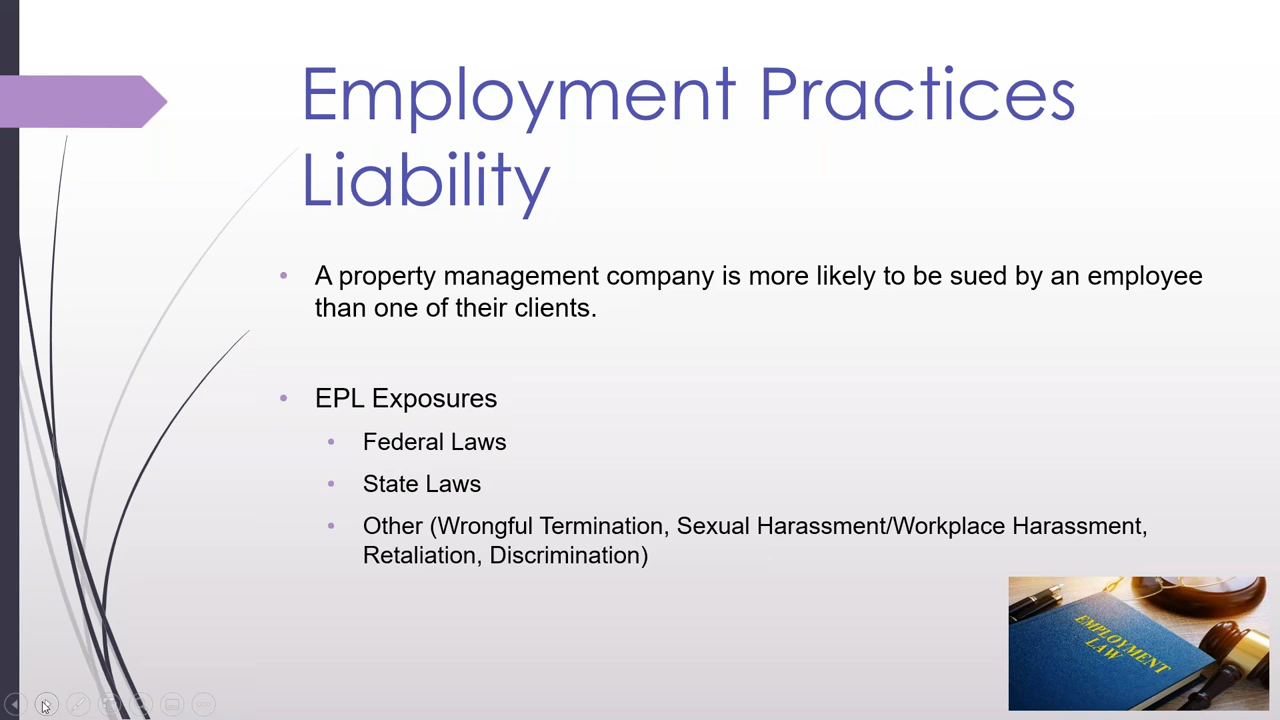 Employment Practices
Liability
• A property management company is more likely to be sued by an employee
than one of their clients.
• EPL Exposures
• Federal Laws
• State Laws
• Other (Wrongful Termination, Sexual Harassment/Workplace Harassment,
Retaliation, Discrimination)
EMPLOYMENT
LAW